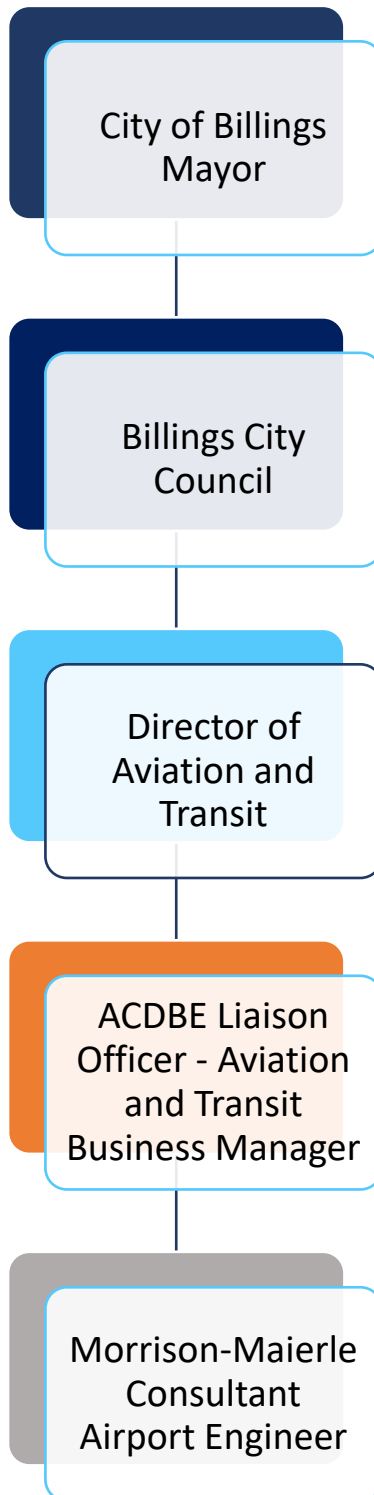 City of Billings
Mayor
Billings City
Council
Director of
Aviation and
Transit
ACDBE Liaison
Officer - Aviation
and Transit
Business Manager
Morrison-Maierle
Consultant
Airport Engineer